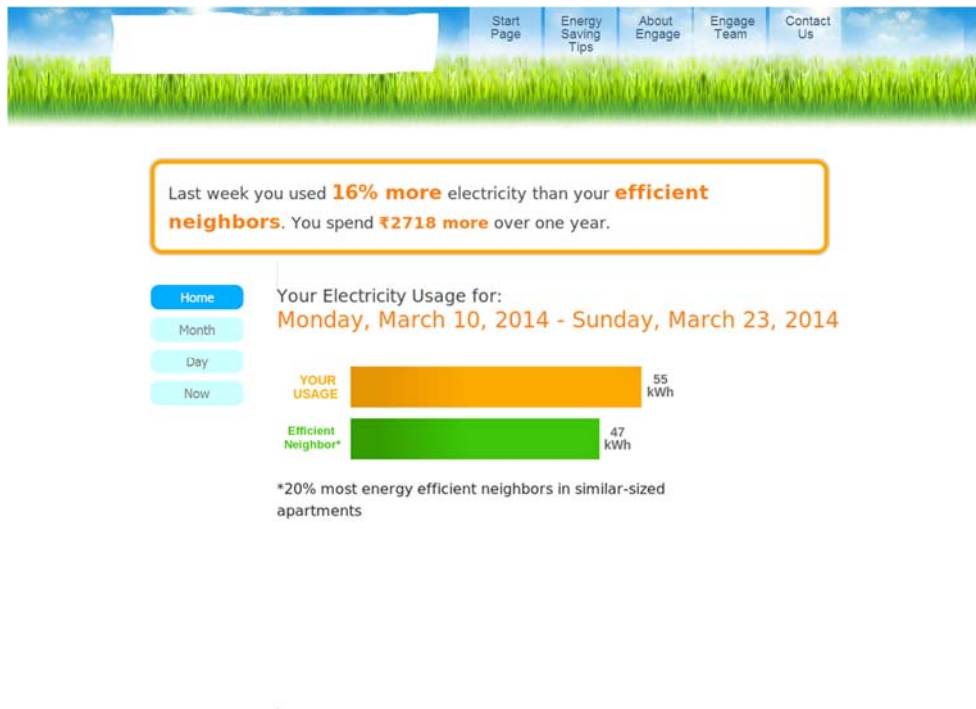 Start Page
Energy Saving Tips
About Engage
Engage Team
Contact Us
Last week you used 16% more electricity than your efficient
neighbors. You spend ₹2718 more over one year.
Home
Month
Day
Now
Your Electricity Usage for:
Monday, March 10, 2014 - Sunday, March 23, 2014
YOUR
USAGE
55
kWh
Efficient
Neighbor*
47
kWh
*20% most energy efficient neighbors in similar-sized
apartments